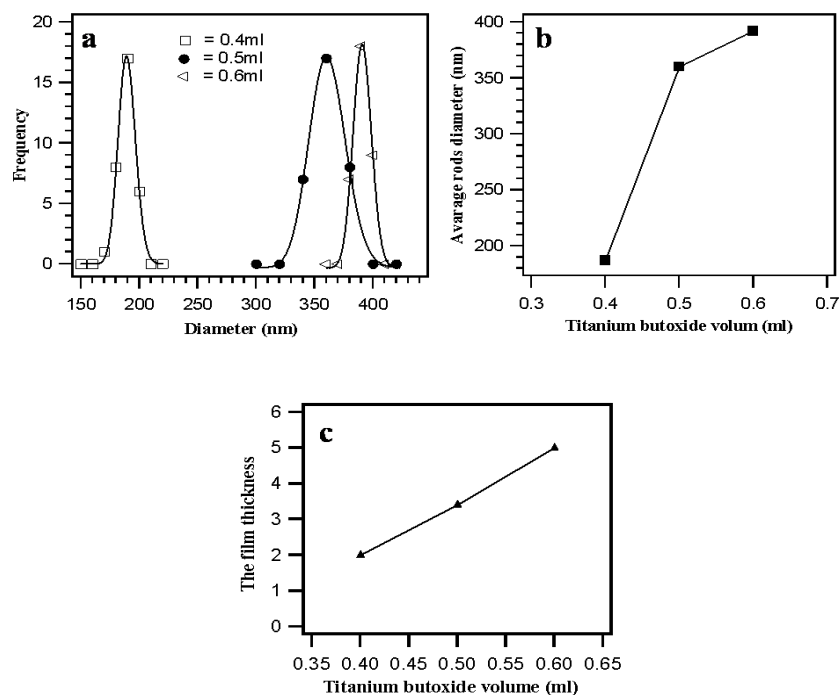 a
= 0.4ml
= 0.5ml
= 0.6ml
20
15
10
5
0
Frequency
150 200 250 300 350 400
Diameter (nm)
b
400
350
300
250
200
Avarage rods diameter (nm)
0.3 0.4 0.5 0.6 0.7
Titanium butoxide volum (ml)
c
6
5
4
3
2
1
0
The film thickness
0.35 0.40 0.45 0.50 0.55 0.60 0.65
Titanium butoxide volume (ml)